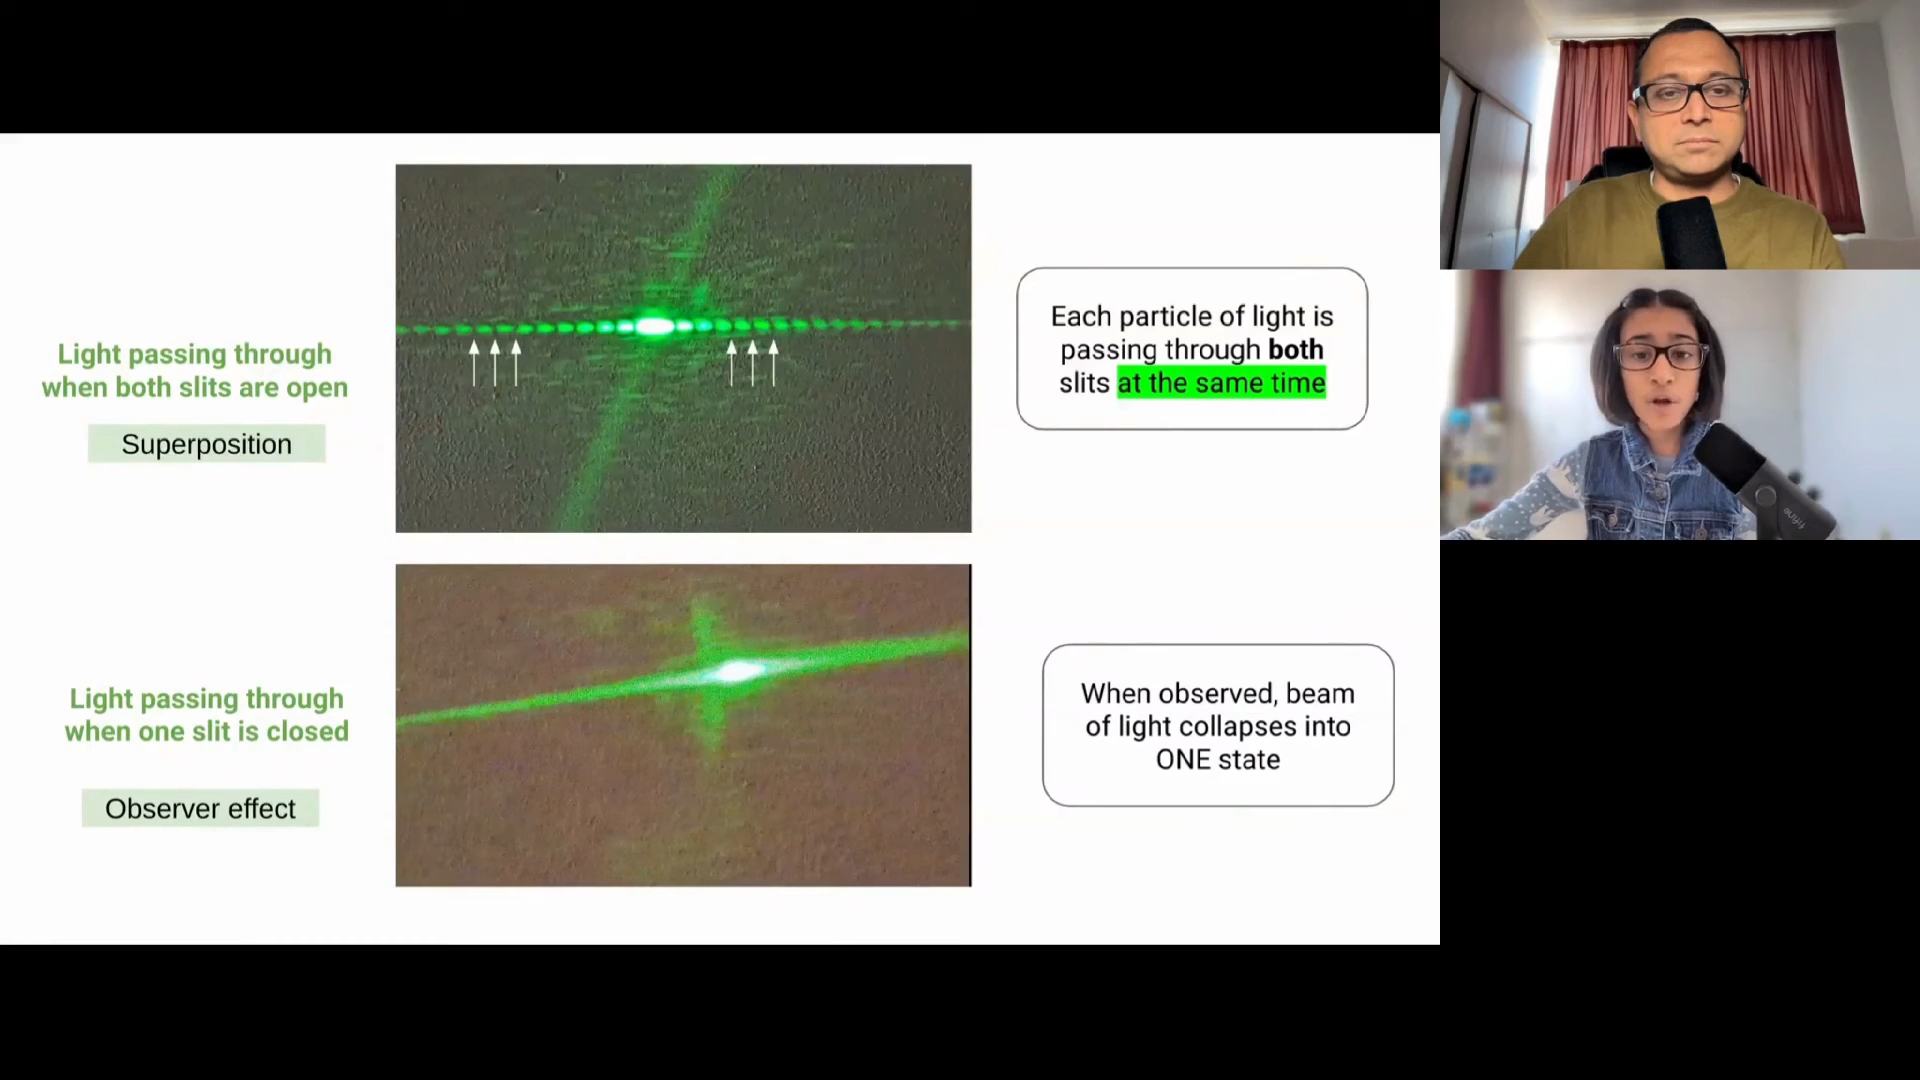 Light passing through
when both slits are open
Superposition
Each particle of light is
passing through both
slits at the same time
Light passing through
when one slit is closed
Observer effect
When observed, beam
of light collapses into
ONE state
fifine